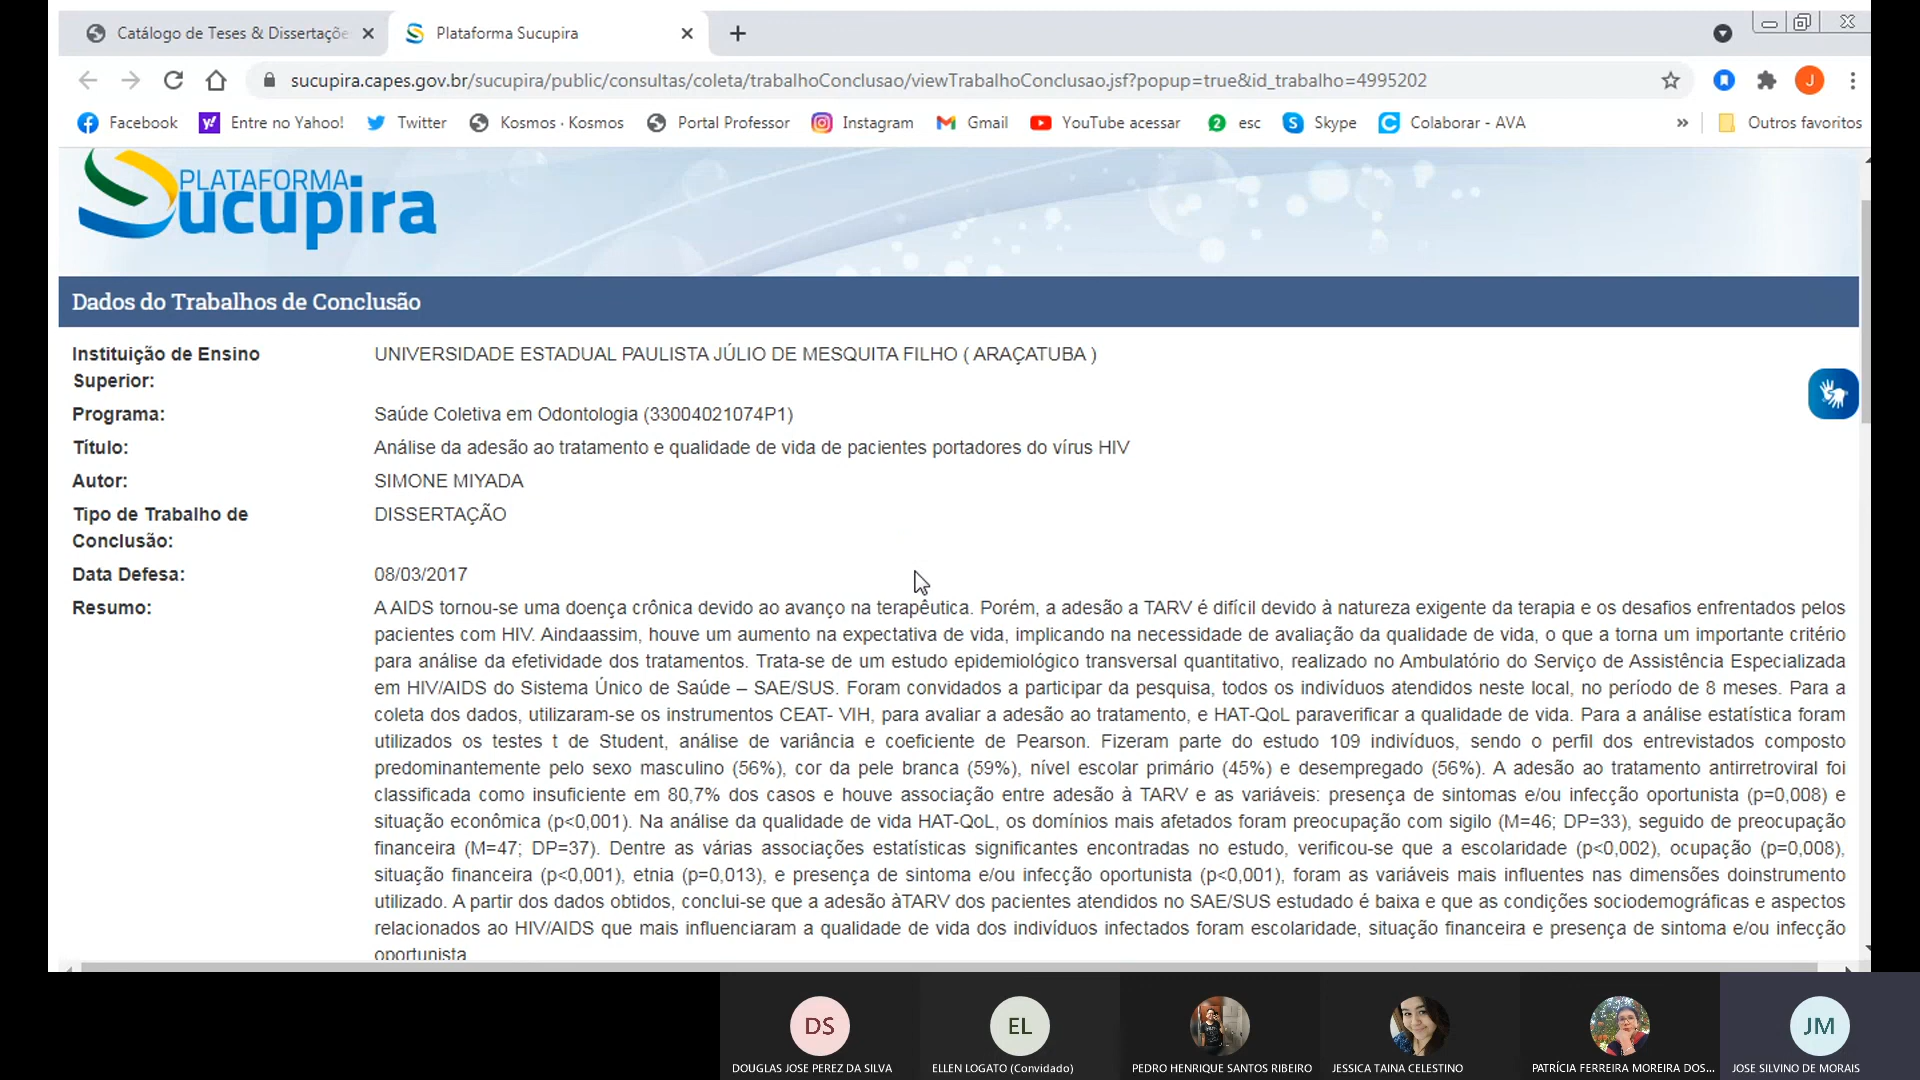 Catálogo de Teses & Dissertaçõe
Plataforma Sucupira
sucupira.capes.gov.br/sucupira/public/consultas/coleta/trabalhoConclusao/viewTrabalhoConclusao.jsf?popup=true&id_trabalho=4995202
J
Facebook
Entre no Yahoo!
Twitter
Kosmos · Kosmos
Portal Professor
Instagram
Gmail
YouTube acessar
2 esc
Skype
Colaborar - AVA
»
Outros favoritos
PLATAFORMA
Sucupira
Dados do Trabalhos de Conclusão
Instituição de Ensino Superior: UNIVERSIDADE ESTADUAL PAULISTA JÚLIO DE MESQUITA FILHO ( ARAÇATUBA )
Programa: Saúde Coletiva em Odontologia (33004021074P1)
Título: Análise da adesão ao tratamento e qualidade de vida de pacientes portadores do vírus HIV
Autor: SIMONE MIYADA
Tipo de Trabalho de Conclusão: DISSERTAÇÃO
Data Defesa: 08/03/2017
Resumo: A AIDS tornou-se uma doença crônica devido ao avanço na terapêutica. Porém, a adesão a TARV é difícil devido à natureza exigente da terapia e os desafios enfrentados pelos
pacientes com HIV. Aindaassim, houve um aumento na expectativa de vida, implicando na necessidade de avaliação da qualidade de vida, o que a torna um importante critério
para análise da efetividade dos tratamentos. Trata-se de um estudo epidemiológico transversal quantitativo, realizado no Ambulatório do Serviço de Assistência Especializada
em HIV/AIDS do Sistema Único de Saúde – SAE/SUS. Foram convidados a participar da pesquisa, todos os indivíduos atendidos neste local, no período de 8 meses. Para a
coleta dos dados, utilizaram-se os instrumentos CEAT- VIH, para avaliar a adesão ao tratamento, e HAT-QoL paraverificar a qualidade de vida. Para a análise estatística foram
utilizados os testes t de Student, análise de variância e coeficiente de Pearson. Fizeram parte do estudo 109 indivíduos, sendo o perfil dos entrevistados composto
predominantemente pelo sexo masculino (56%), cor da pele branca (59%), nível escolar primário (45%) e desempregado (56%). A adesão ao tratamento antirretroviral foi
classificada como insuficiente em 80,7% dos casos e houve associação entre adesão à TARV e as variáveis: presença de sintomas e/ou infecção oportunista (p=0,008) e
situação econômica (p<0,001). Na análise da qualidade de vida HAT-QoL, os domínios mais afetados foram preocupação com sigilo (M=46; DP=33), seguido de preocupação
financeira (M=47; DP=37). Dentre as várias associações estatísticas significantes encontradas no estudo, verificou-se que a escolaridade (p<0,002), ocupação (p=0,008),
situação financeira (p<0,001), etnia (p=0,013), e presença de sintoma e/ou infecção oportunista (p<0,001), foram as variáveis mais influentes nas dimensões doinstrumento
utilizado. A partir dos dados obtidos, conclui-se que a adesão àTARV dos pacientes atendidos no SAE/SUS estudado é baixa e que as condições sociodemográficas e aspectos
relacionados ao HIV/AIDS que mais influenciaram a qualidade de vida dos indivíduos infectados foram escolaridade, situação financeira e presença de sintoma e/ou infecção
oportunista
DS
EL
JM
DOUGLAS JOSE PEREZ DA SILVA
ELLEN LOGATO (Convidado)
PEDRO HENRIQUE SANTOS RIBEIRO
JESSICA TAINA CELESTINO
PATRÍCIA FERREIRA MOREIRA DOS...
JOSE SILVINO DE MORAIS